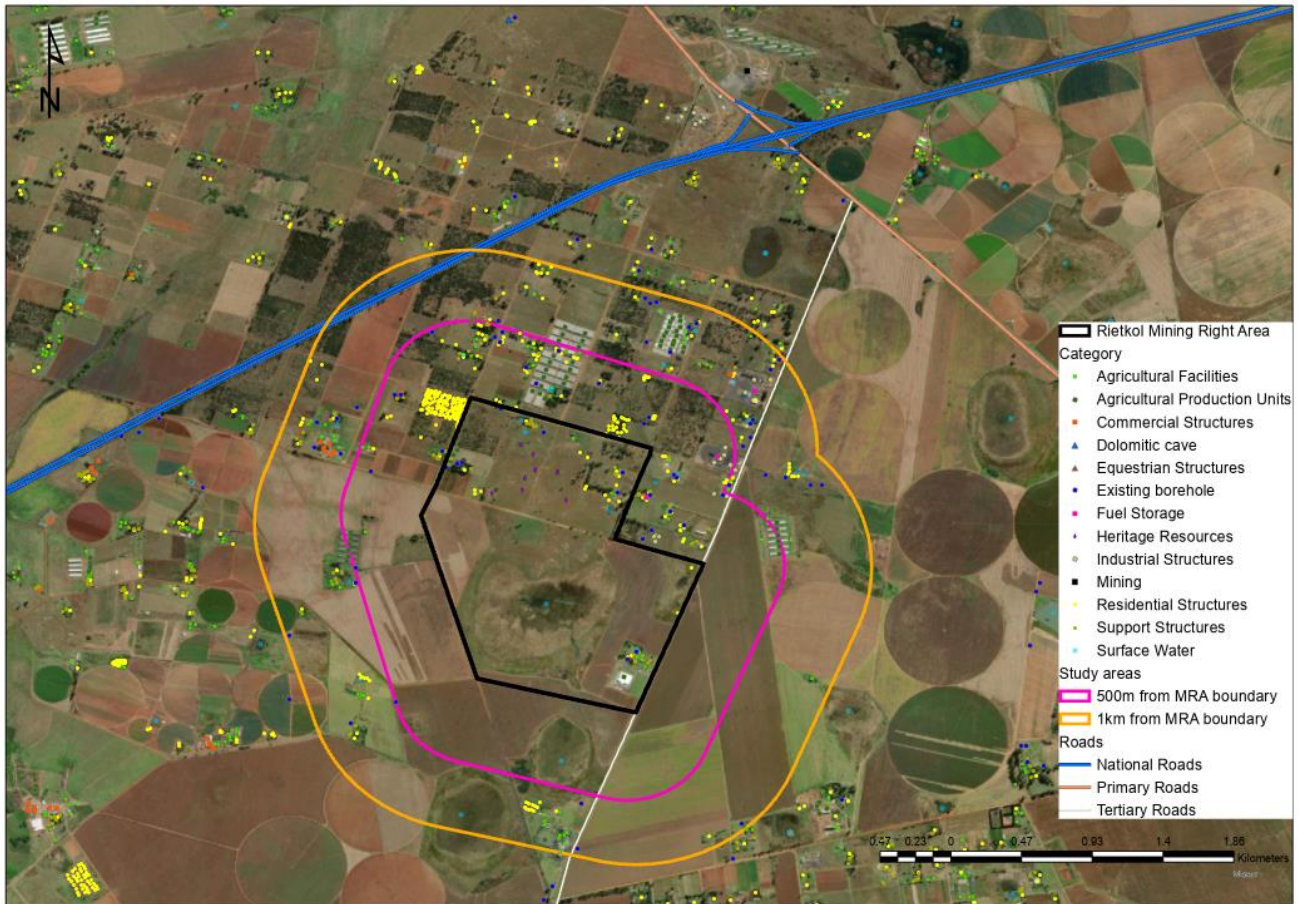 N
Rietkol Mining Right Area
Category
Agricultural Facilities
Agricultural Production Units
Commercial Structures
Dolomitic cave
Equestrian Structures
Existing borehole
Fuel Storage
Heritage Resources
Industrial Structures
Mining
Residential Structures
Support Structures
Surface Water
Study areas
500m from MRA boundary
1km from MRA boundary
Roads
National Roads
Primary Roads
Tertiary Roads
0.47 0.23 0 0.47 0.93 1.4 1.86
Kilometers